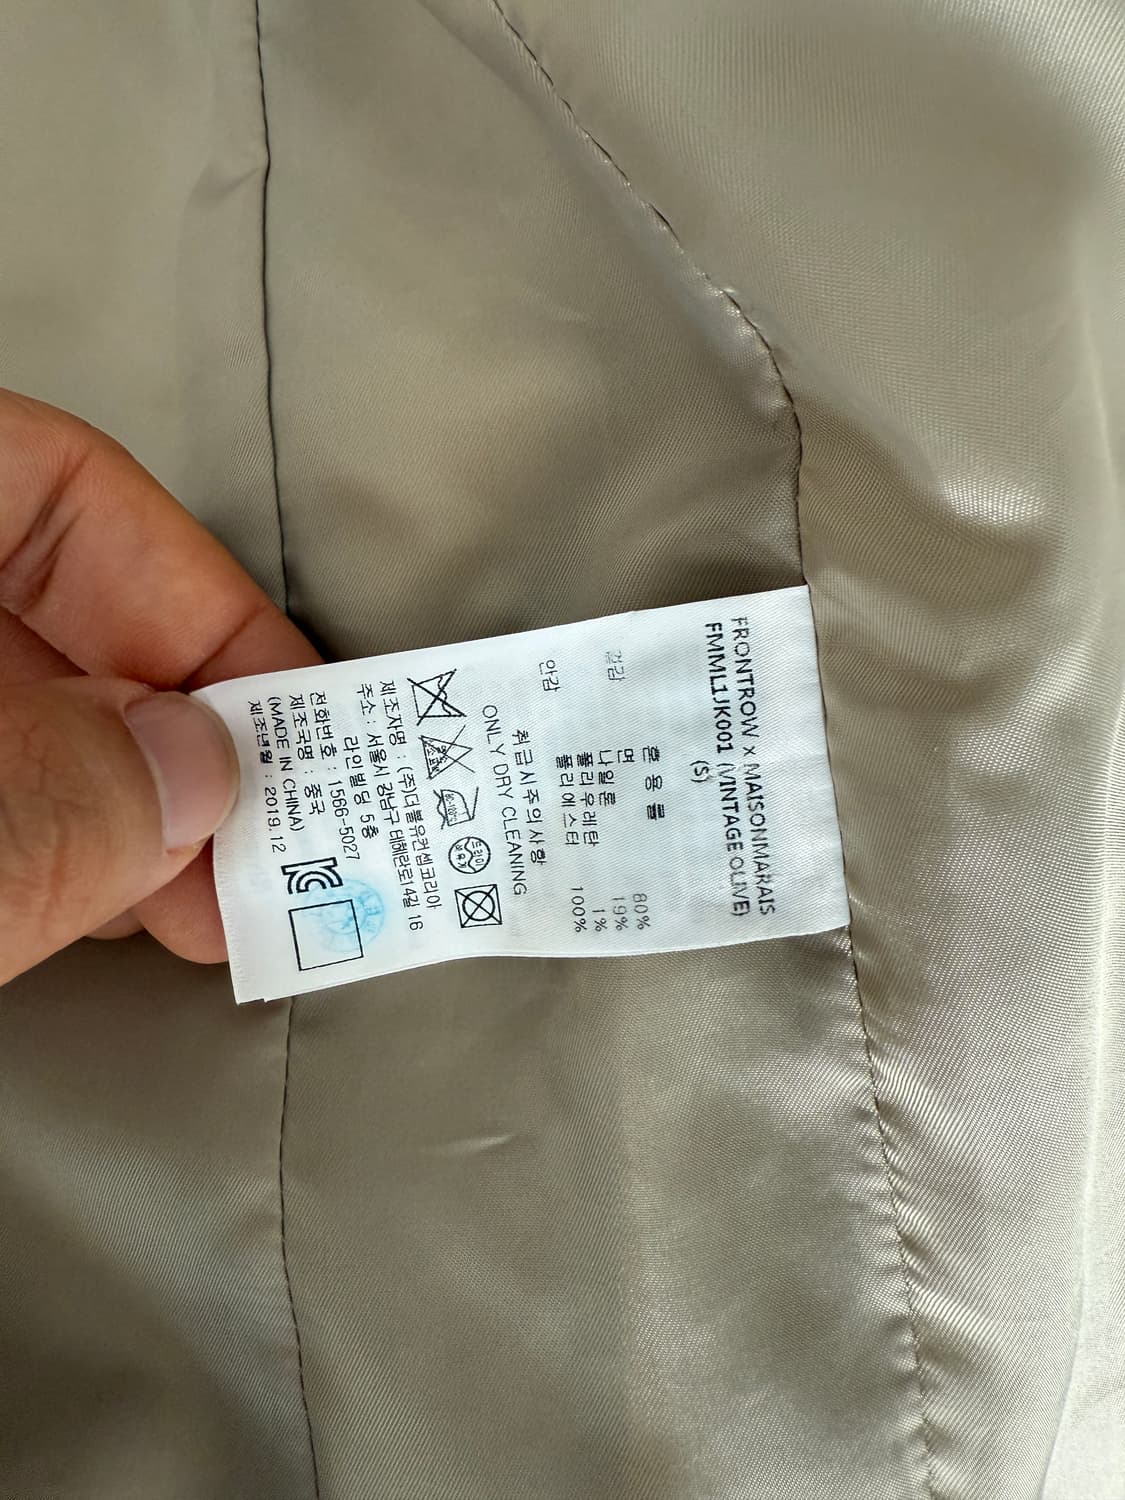 FRONTROW x MAISONMARAIS
FMML1JK001 (VINTAGE OLIVE)
(S)
혼용률
겉감 면 80%
나일론 19%
폴리우레탄 1%
안감 폴리에스터 100%
취급시주의사항
ONLY DRY CLEANING
드라이
제조자명 : (주)더블유컨셉코리아
주소 : 서울시 강남구 테헤란로4길 16
라인빌딩 5층
전화번호 : 1566-5027
제조국명 : 중국
(MADE IN CHINA)
제조년월 : 2019.12